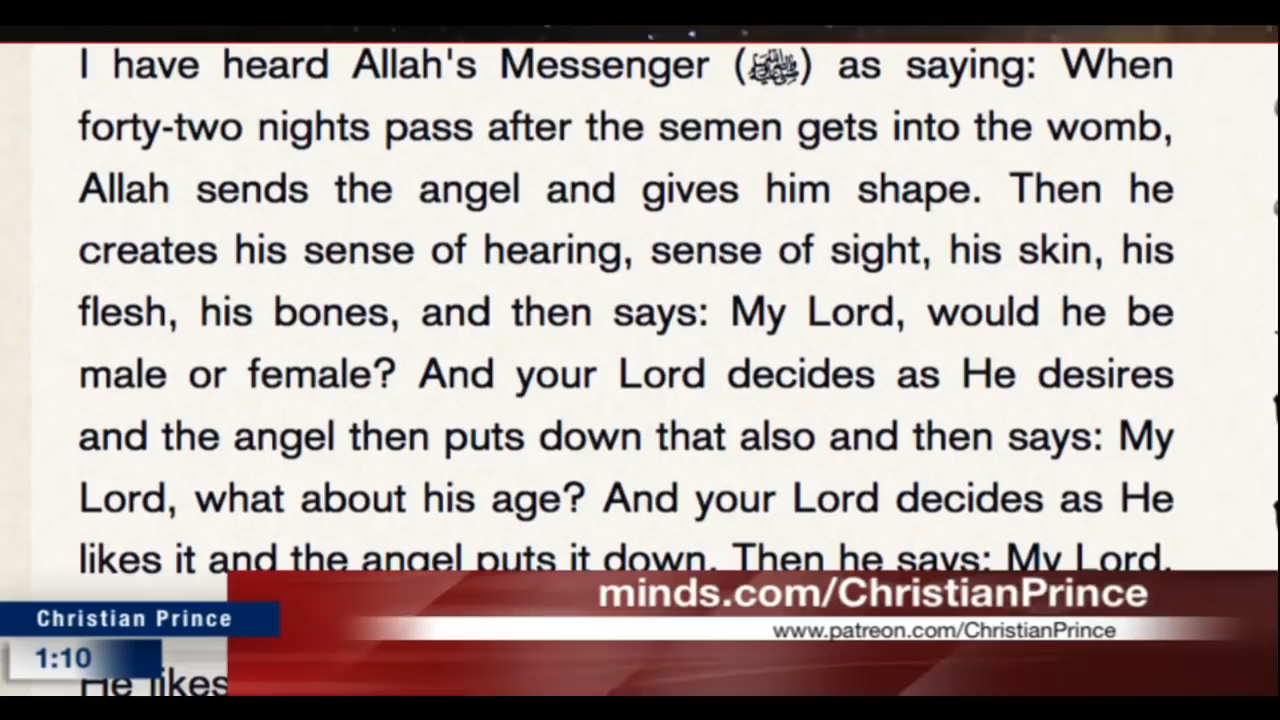 I have heard Allah's Messenger (ﷺ) as saying: When
forty-two nights pass after the semen gets into the womb,
Allah sends the angel and gives him shape. Then he
creates his sense of hearing, sense of sight, his skin, his
flesh, his bones, and then says: My Lord, would he be
male or female? And your Lord decides as He desires
and the angel then puts down that also and then says: My
Lord, what about his age? And your Lord decides as He
likes it and the angel puts it down. Then he says: My Lord,
minds.com/ChristianPrince
Christian Prince
www.patreon.com/ChristianPrince
1:10
He likes